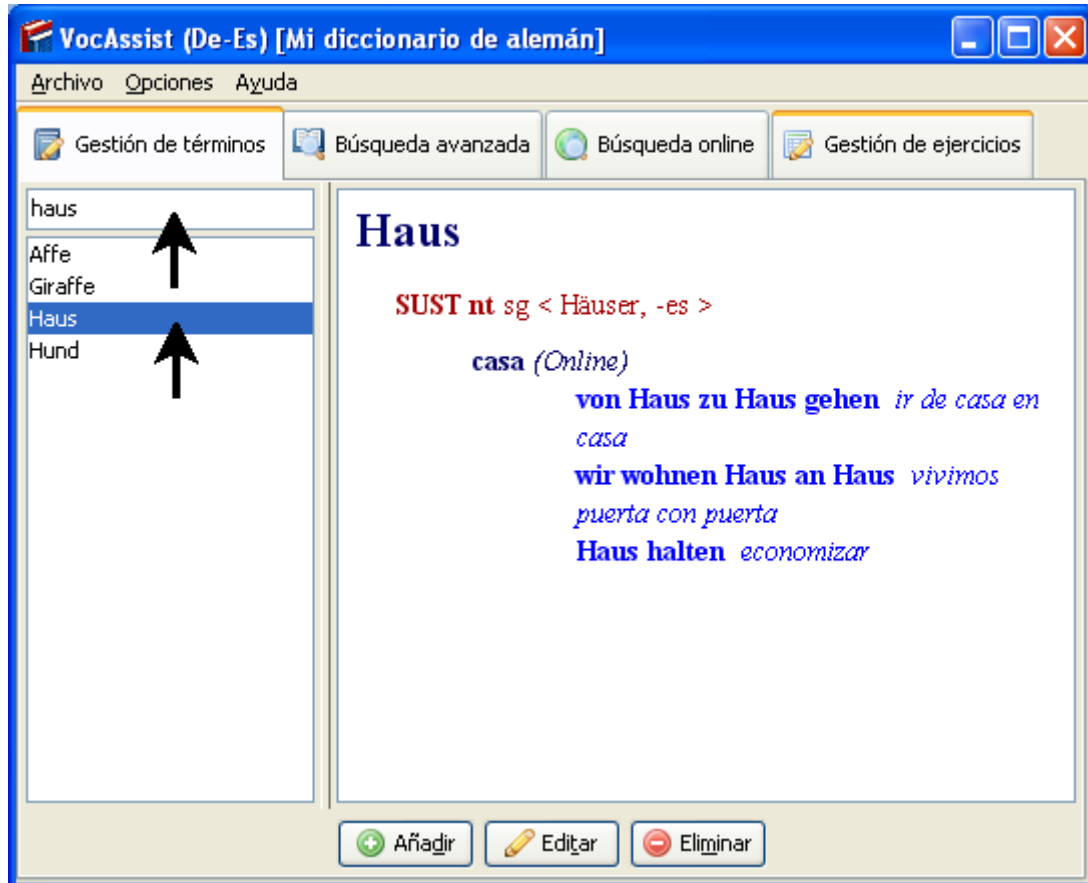 VocAssist (De-Es) [Mi diccionario de alemán]
Archivo Opciones Ayuda
Gestión de términos Búsqueda avanzada Búsqueda online Gestión de ejercicios
haus
Affe
Giraffe
Haus
Hund
Haus
SUST nt sg < Häuser, -es >
casa (Online)
von Haus zu Haus gehen ir de casa en
casa
wir wohnen Haus an Haus vivimos
puerta con puerta
Haus halten economizar
Añadir Editar Eliminar